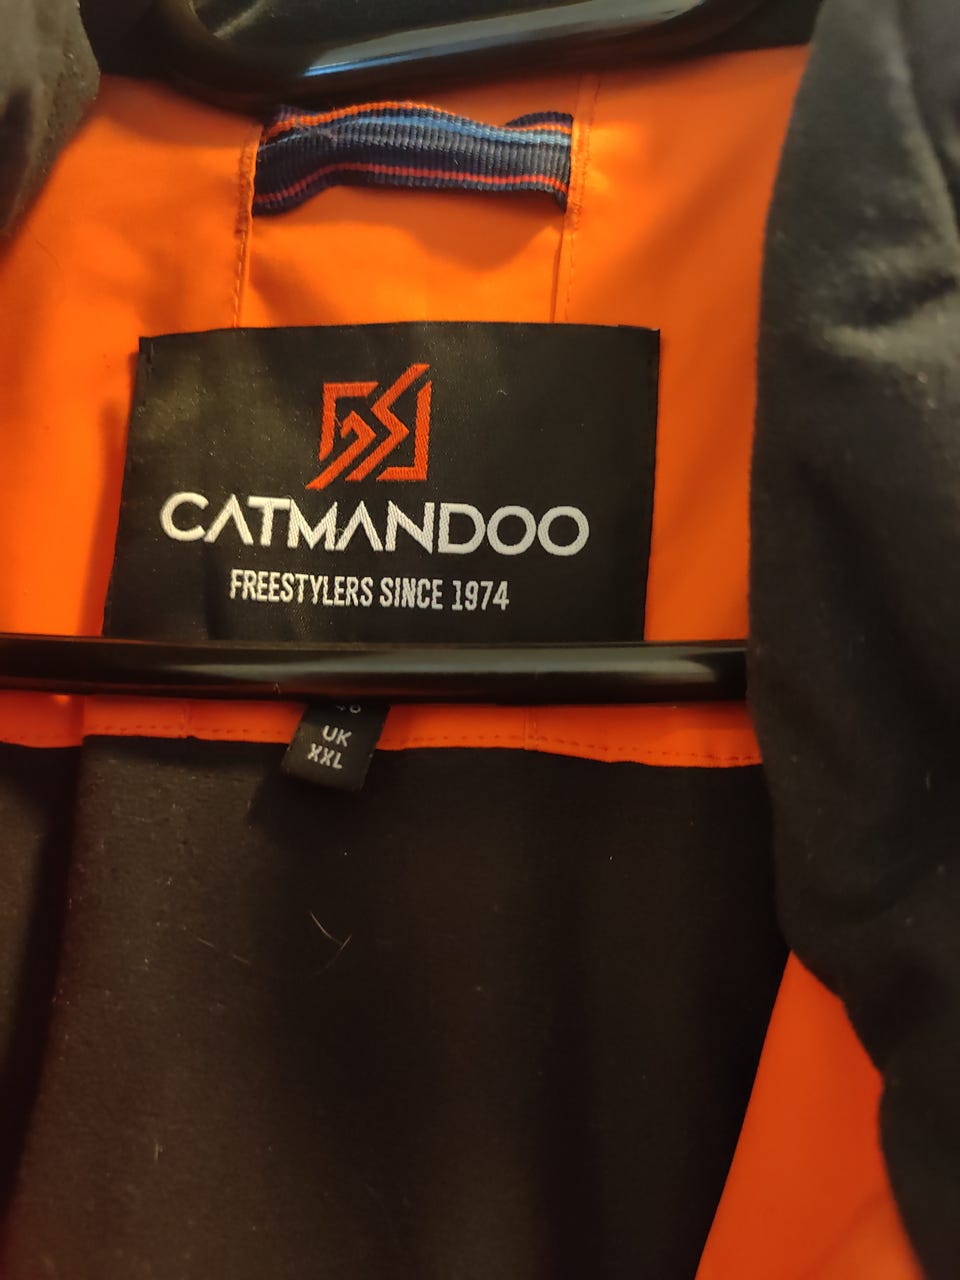 CATMANDOO
FREESTYLERS SINCE 1974
UK
XXL